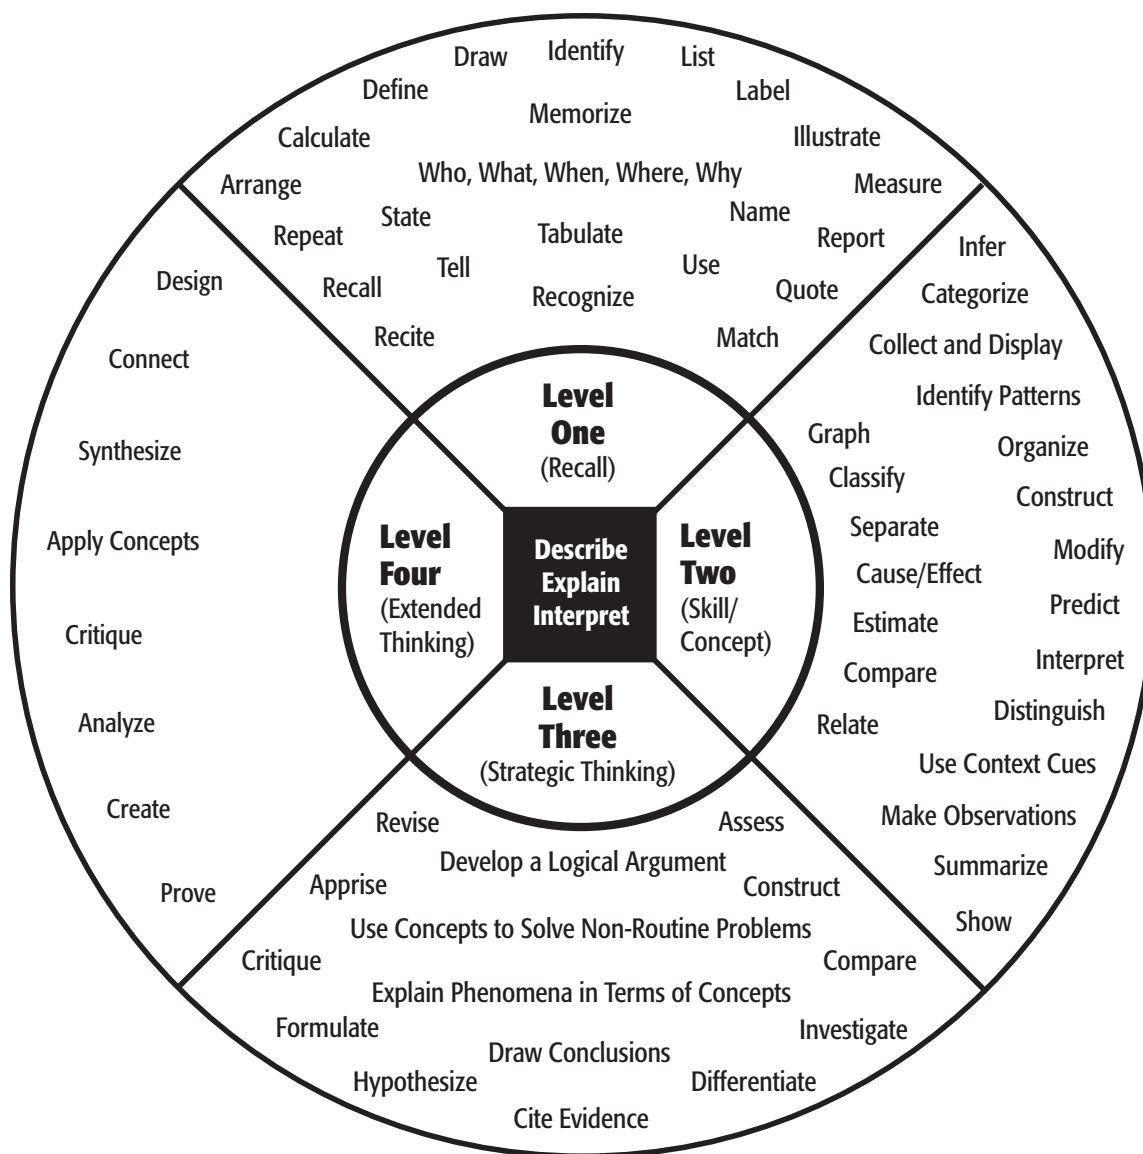 Draw
Identify
List
Define
Label
Memorize
Calculate
Illustrate
Who, What, When, Where, Why
Arrange
Measure
State
Name
Repeat
Tabulate
Report
Tell
Use
Recall
Recognize
Quote
Recite
Match
Level
One
(Recall)
Infer
Categorize
Collect and Display
Identify Patterns
Graph
Organize
Classify
Construct
Separate
Modify
Cause/Effect
Predict
Estimate
Interpret
Compare
Distinguish
Relate
Use Context Cues
Make Observations
Summarize
Show
Level
Two
(Skill/
Concept)
Describe
Explain
Interpret
Level
Three
(Strategic Thinking)
Revise
Assess
Develop a Logical Argument
Apprise
Construct
Use Concepts to Solve Non-Routine Problems
Critique
Compare
Explain Phenomena in Terms of Concepts
Formulate
Investigate
Draw Conclusions
Hypothesize
Differentiate
Cite Evidence
Level
Four
(Extended
Thinking)
Design
Connect
Synthesize
Apply Concepts
Critique
Analyze
Create
Prove